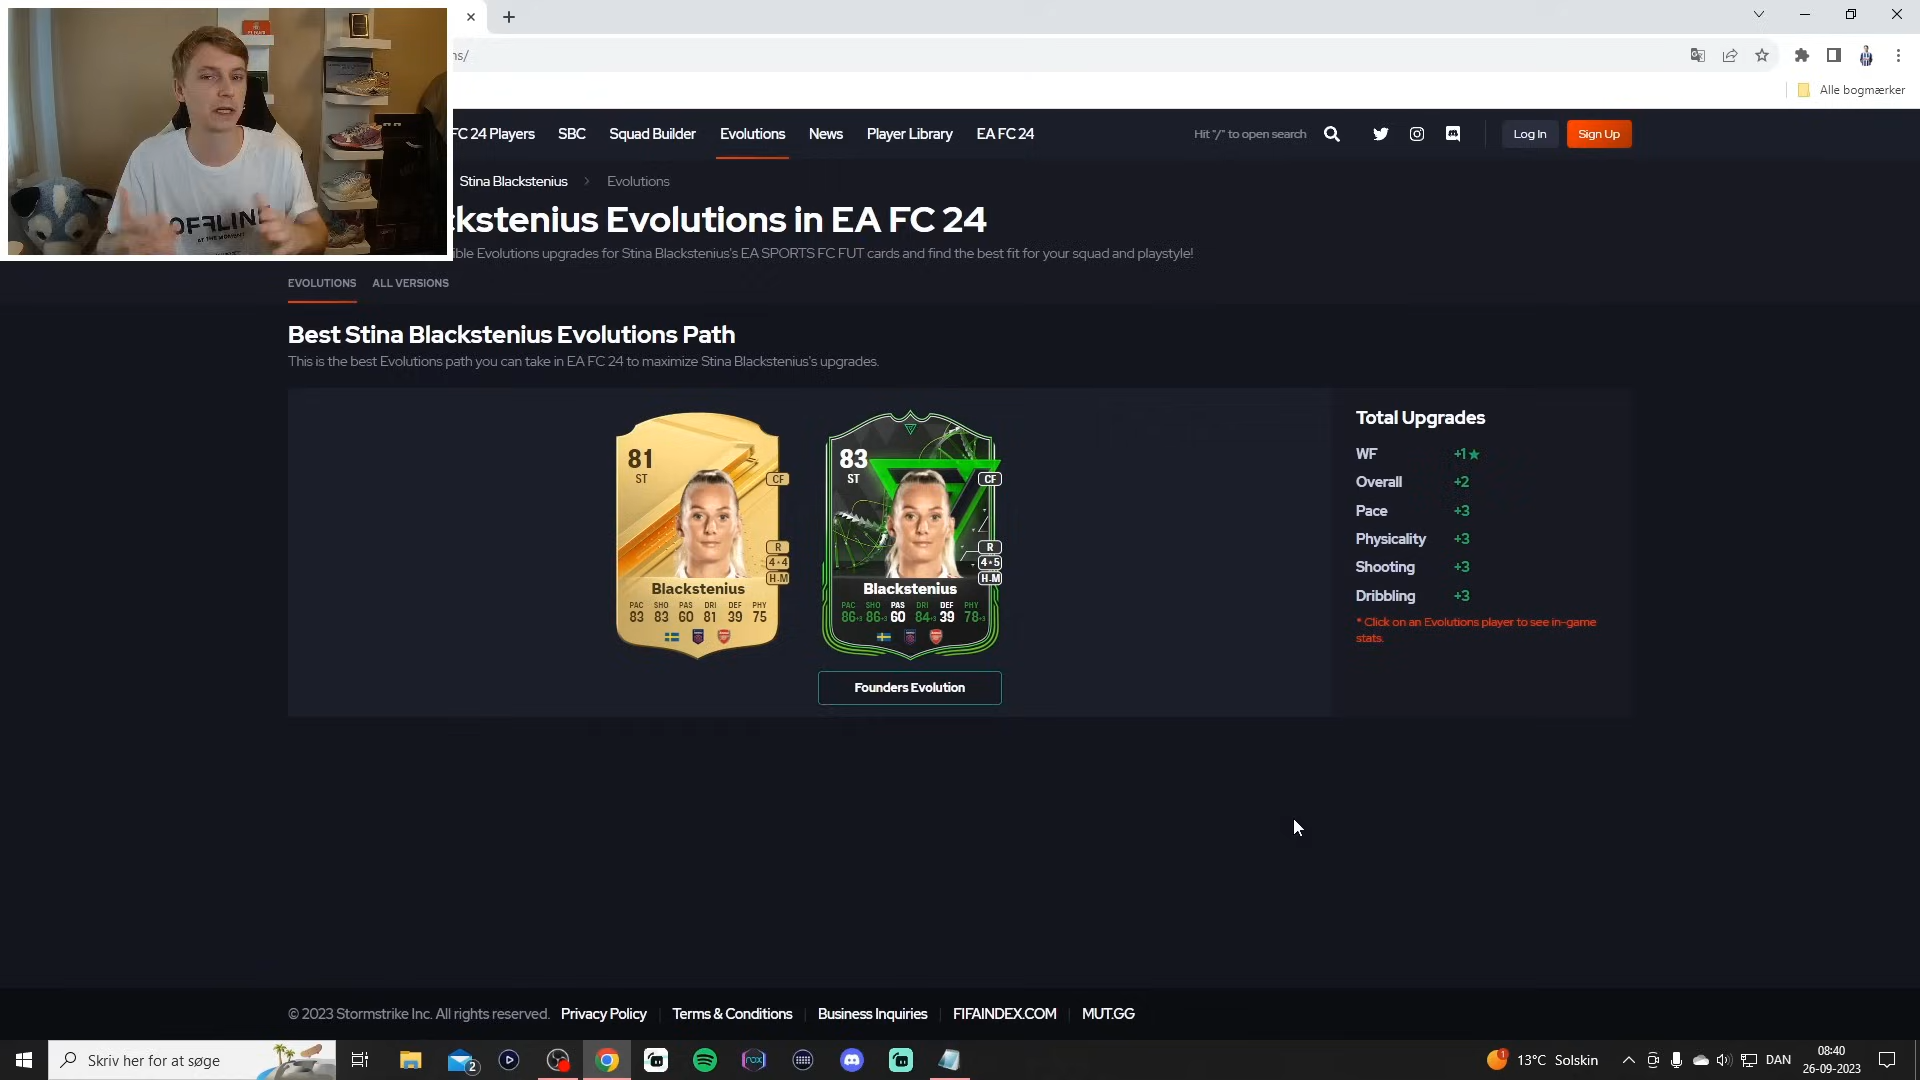 ns/
Alle bogmærker
FC 24 Players SBC Squad Builder Evolutions News Player Library EA FC 24 Hit "/" to open search Log In Sign Up
OFFLINE
Stina Blackstenius Evolutions
ckstenius Evolutions in EA FC 24
ible Evolutions upgrades for Stina Blackstenius's EA SPORTS FC FUT cards and find the best fit for your squad and playstyle!
EVOLUTIONS ALL VERSIONS
Best Stina Blackstenius Evolutions Path
This is the best Evolutions path you can take in EA FC 24 to maximize Stina Blackstenius's upgrades.
81
ST
CF
R
4★4
H-M
Blackstenius
PAC SHO PAS DRI DEF PHY
83 83 60 81 39 75
83
ST
CF
R
4★5
H-M
Blackstenius
PAC SHO PAS DRI DEF PHY
86+3 86+3 60 84+3 39 78+3
Founders Evolution
Total Upgrades
WF +1★
Overall +2
Pace +3
Physicality +3
Shooting +3
Dribbling +3
* Click on an Evolutions player to see in-game
stats.
© 2023 Stormstrike Inc. All rights reserved. Privacy Policy Terms & Conditions Business Inquiries FIFAINDEX.COM MUT.GG
Skriv her for at søge
2
1
13°C Solskin
DAN
08:40
26-09-2023